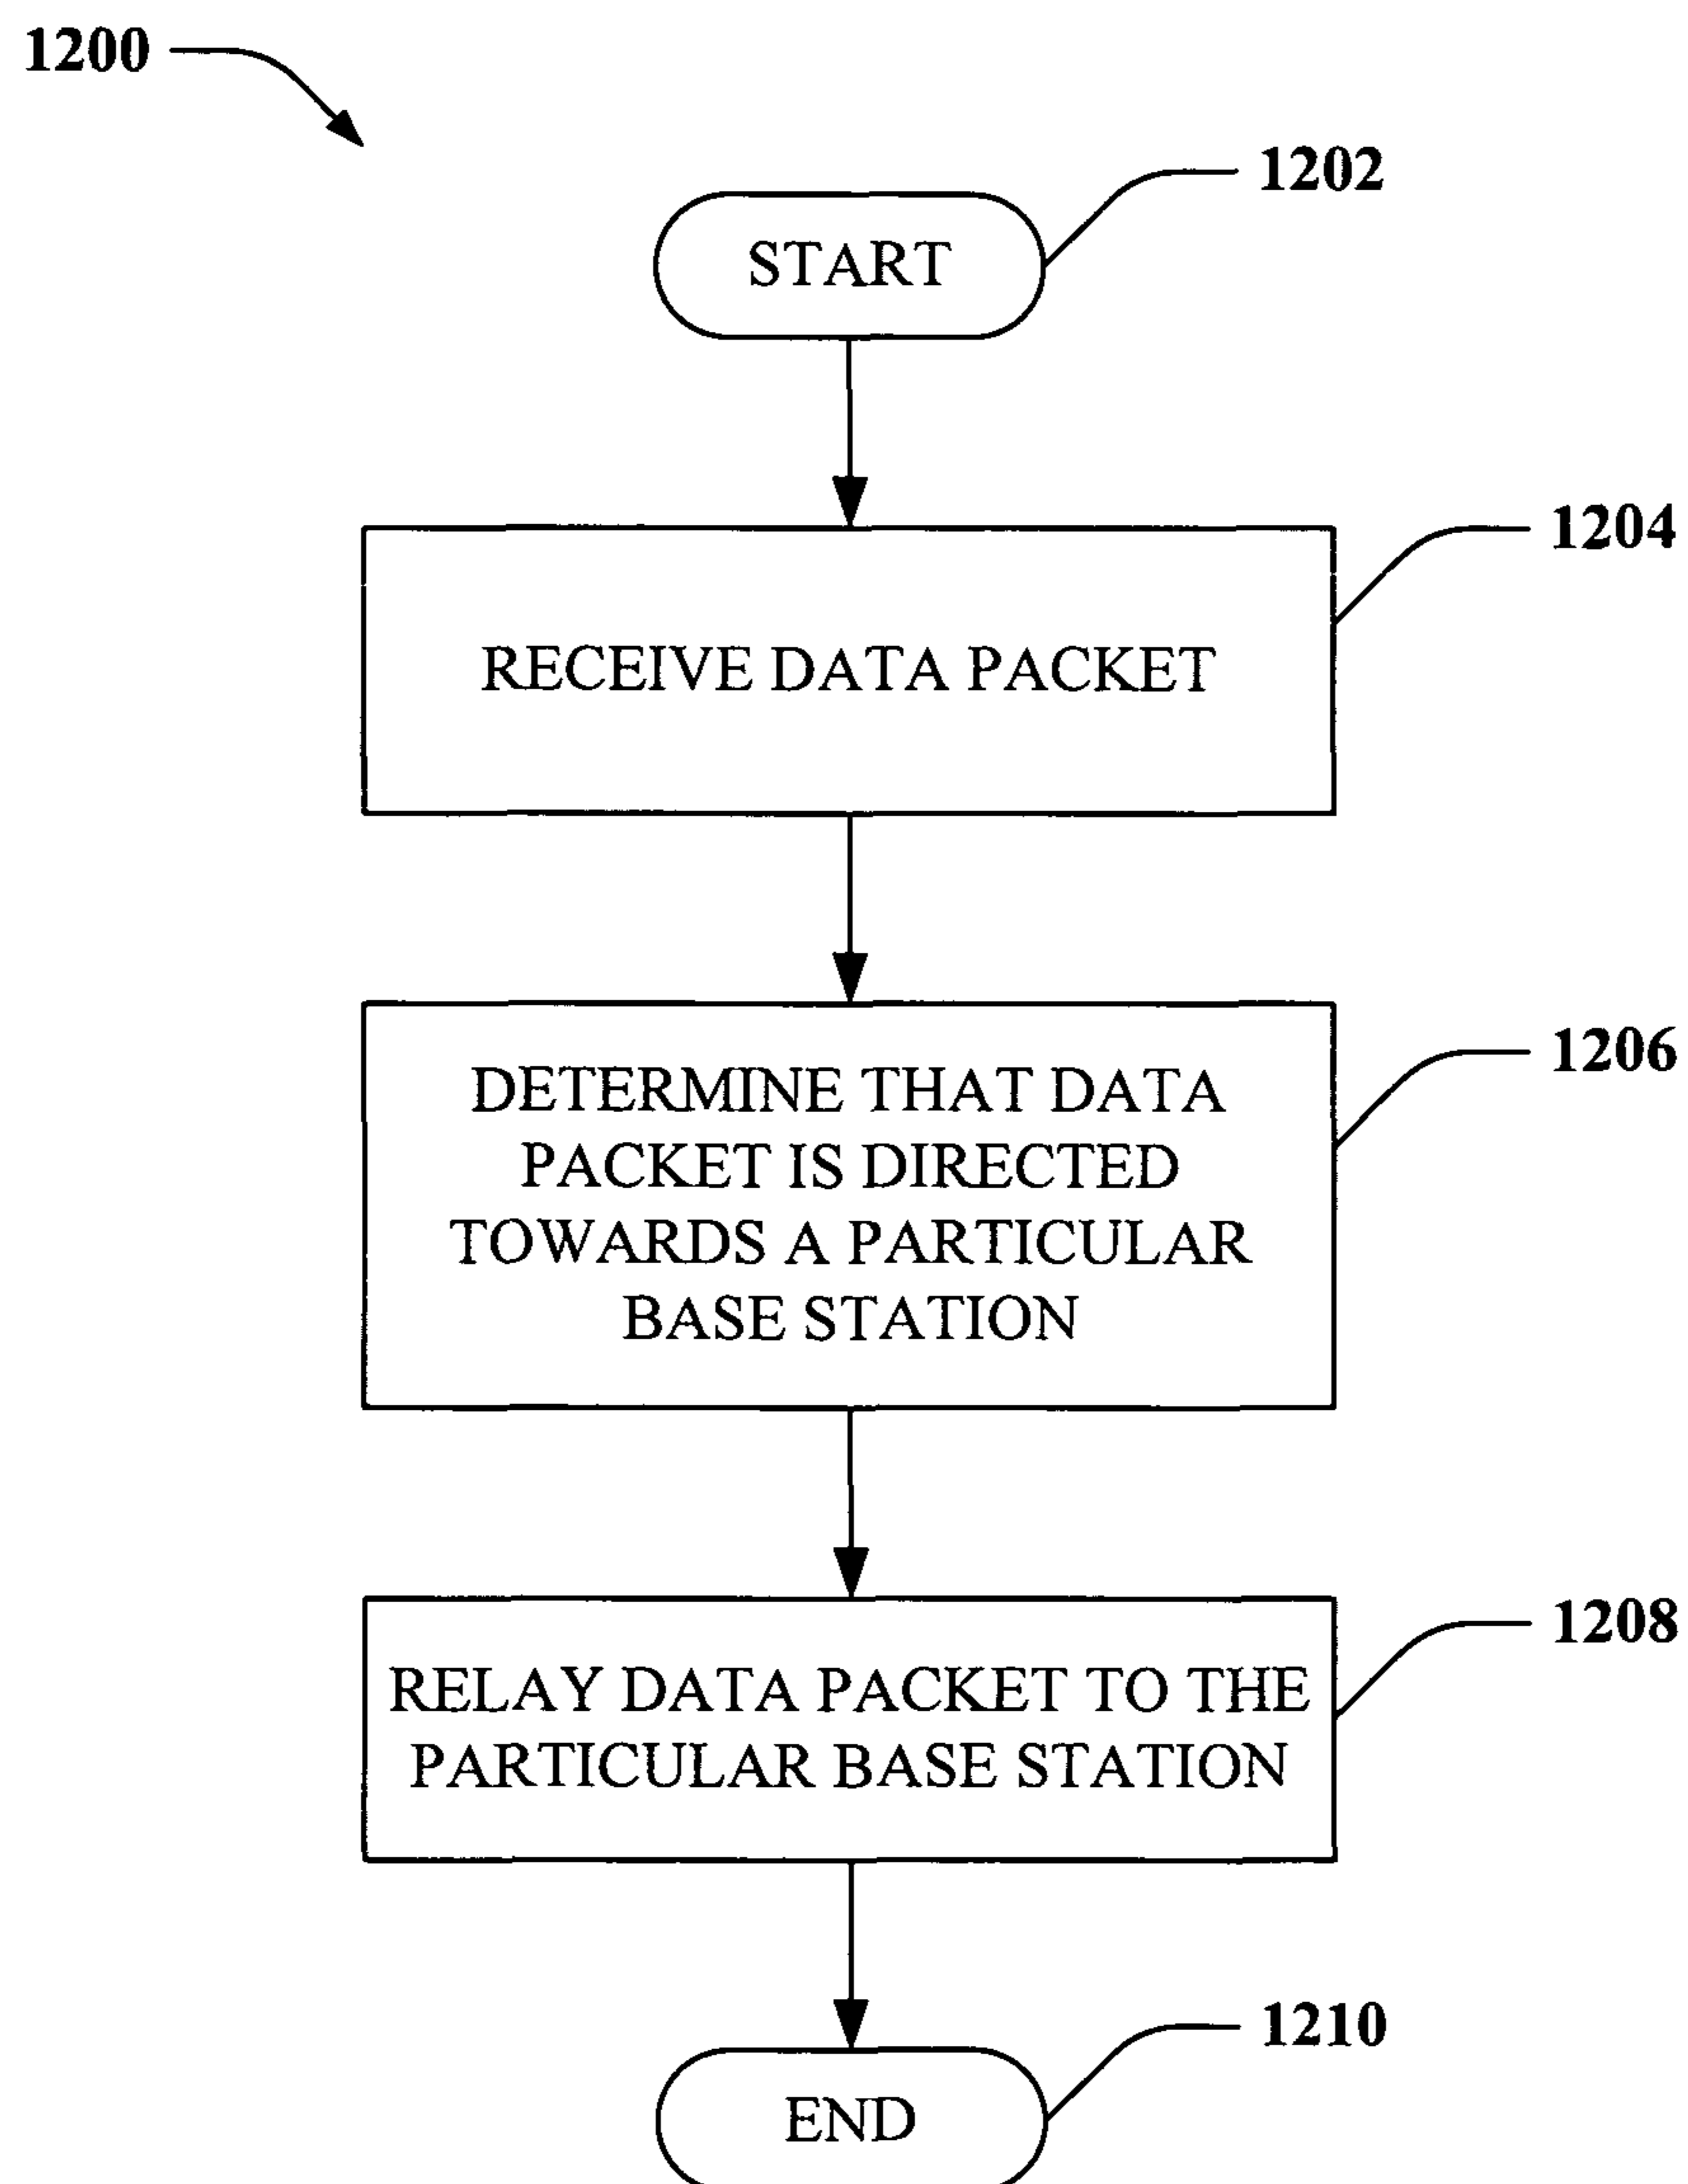 1200
1202
START
1204
RECEIVE DATA PACKET
1206
DETERMINE THAT DATA
PACKET IS DIRECTED
TOWARDS A PARTICULAR
BASE STATION
1208
RELAY DATA PACKET TO THE
PARTICULAR BASE STATION
1210
END